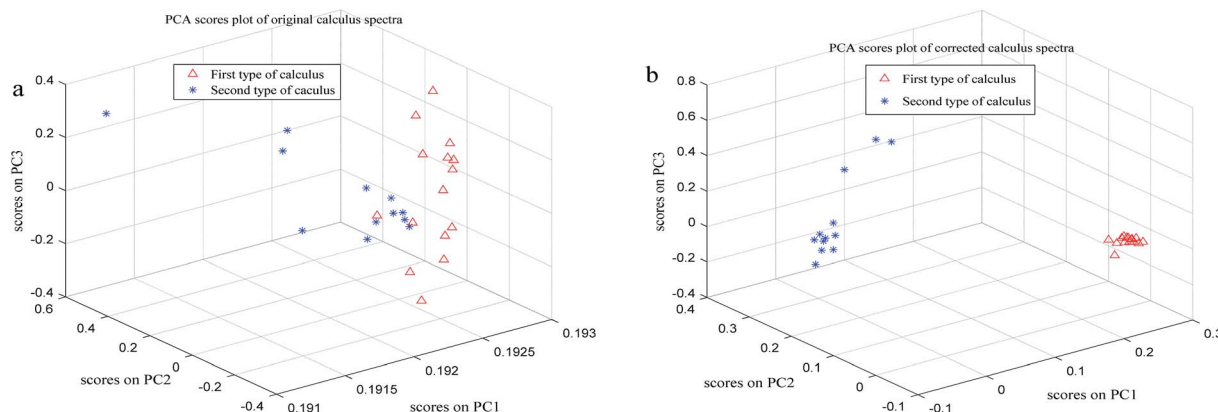 PCA scores plot of original calculus spectra
a
First type of calculus
Second type of caculus
0.4
0.2
0
-0.2
-0.4
scores on PC3
0.6
0.4
0.2
0
-0.2
-0.4
scores on PC2
0.191
0.1915
0.192
0.1925
0.193
scores on PC1
PCA scores plot of corrected calculus spectra
b
First type of calculus
Second type of calculus
0.8
0.6
0.4
0.2
0
-0.2
-0.4
scores on PC3
0.4
0.3
0.2
0.1
0
-0.1
scores on PC2
-0.1
0
0.1
0.2
0.3
scores on PC1